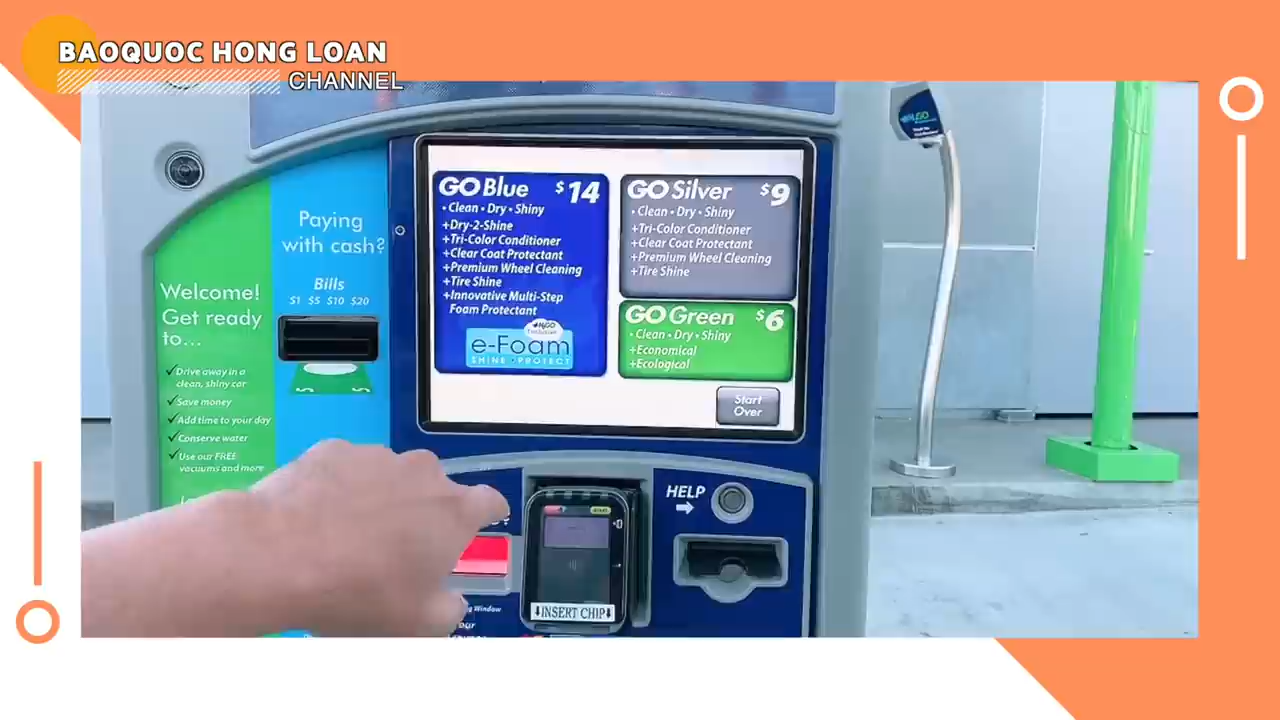 BAOQUOC HONG LOAN
CHANNEL
Paying
with cash?
Bills
$1 $5 $10 $20
Welcome!
Get ready
to...
Drive away in a
clean, shiny car
Save money
Add time to your day
Conserve water
Use our FREE
vacuums and more
GO Blue $14
• Clean • Dry • Shiny
+Dry-2-Shine
+Tri-Color Conditioner
+Clear Coat Protectant
+Premium Wheel Cleaning
+Tire Shine
+Innovative Multi-Step
Foam Protectant
H2GO
Exclusive
e-Foam
SHINE • PROTECT
GO Silver $9
• Clean • Dry • Shiny
+Tri-Color Conditioner
+Clear Coat Protectant
+Premium Wheel Cleaning
+Tire Shine
GO Green $6
• Clean • Dry • Shiny
+Economical
+Ecological
Start
Over
HELP
INSERT CHIP
Window